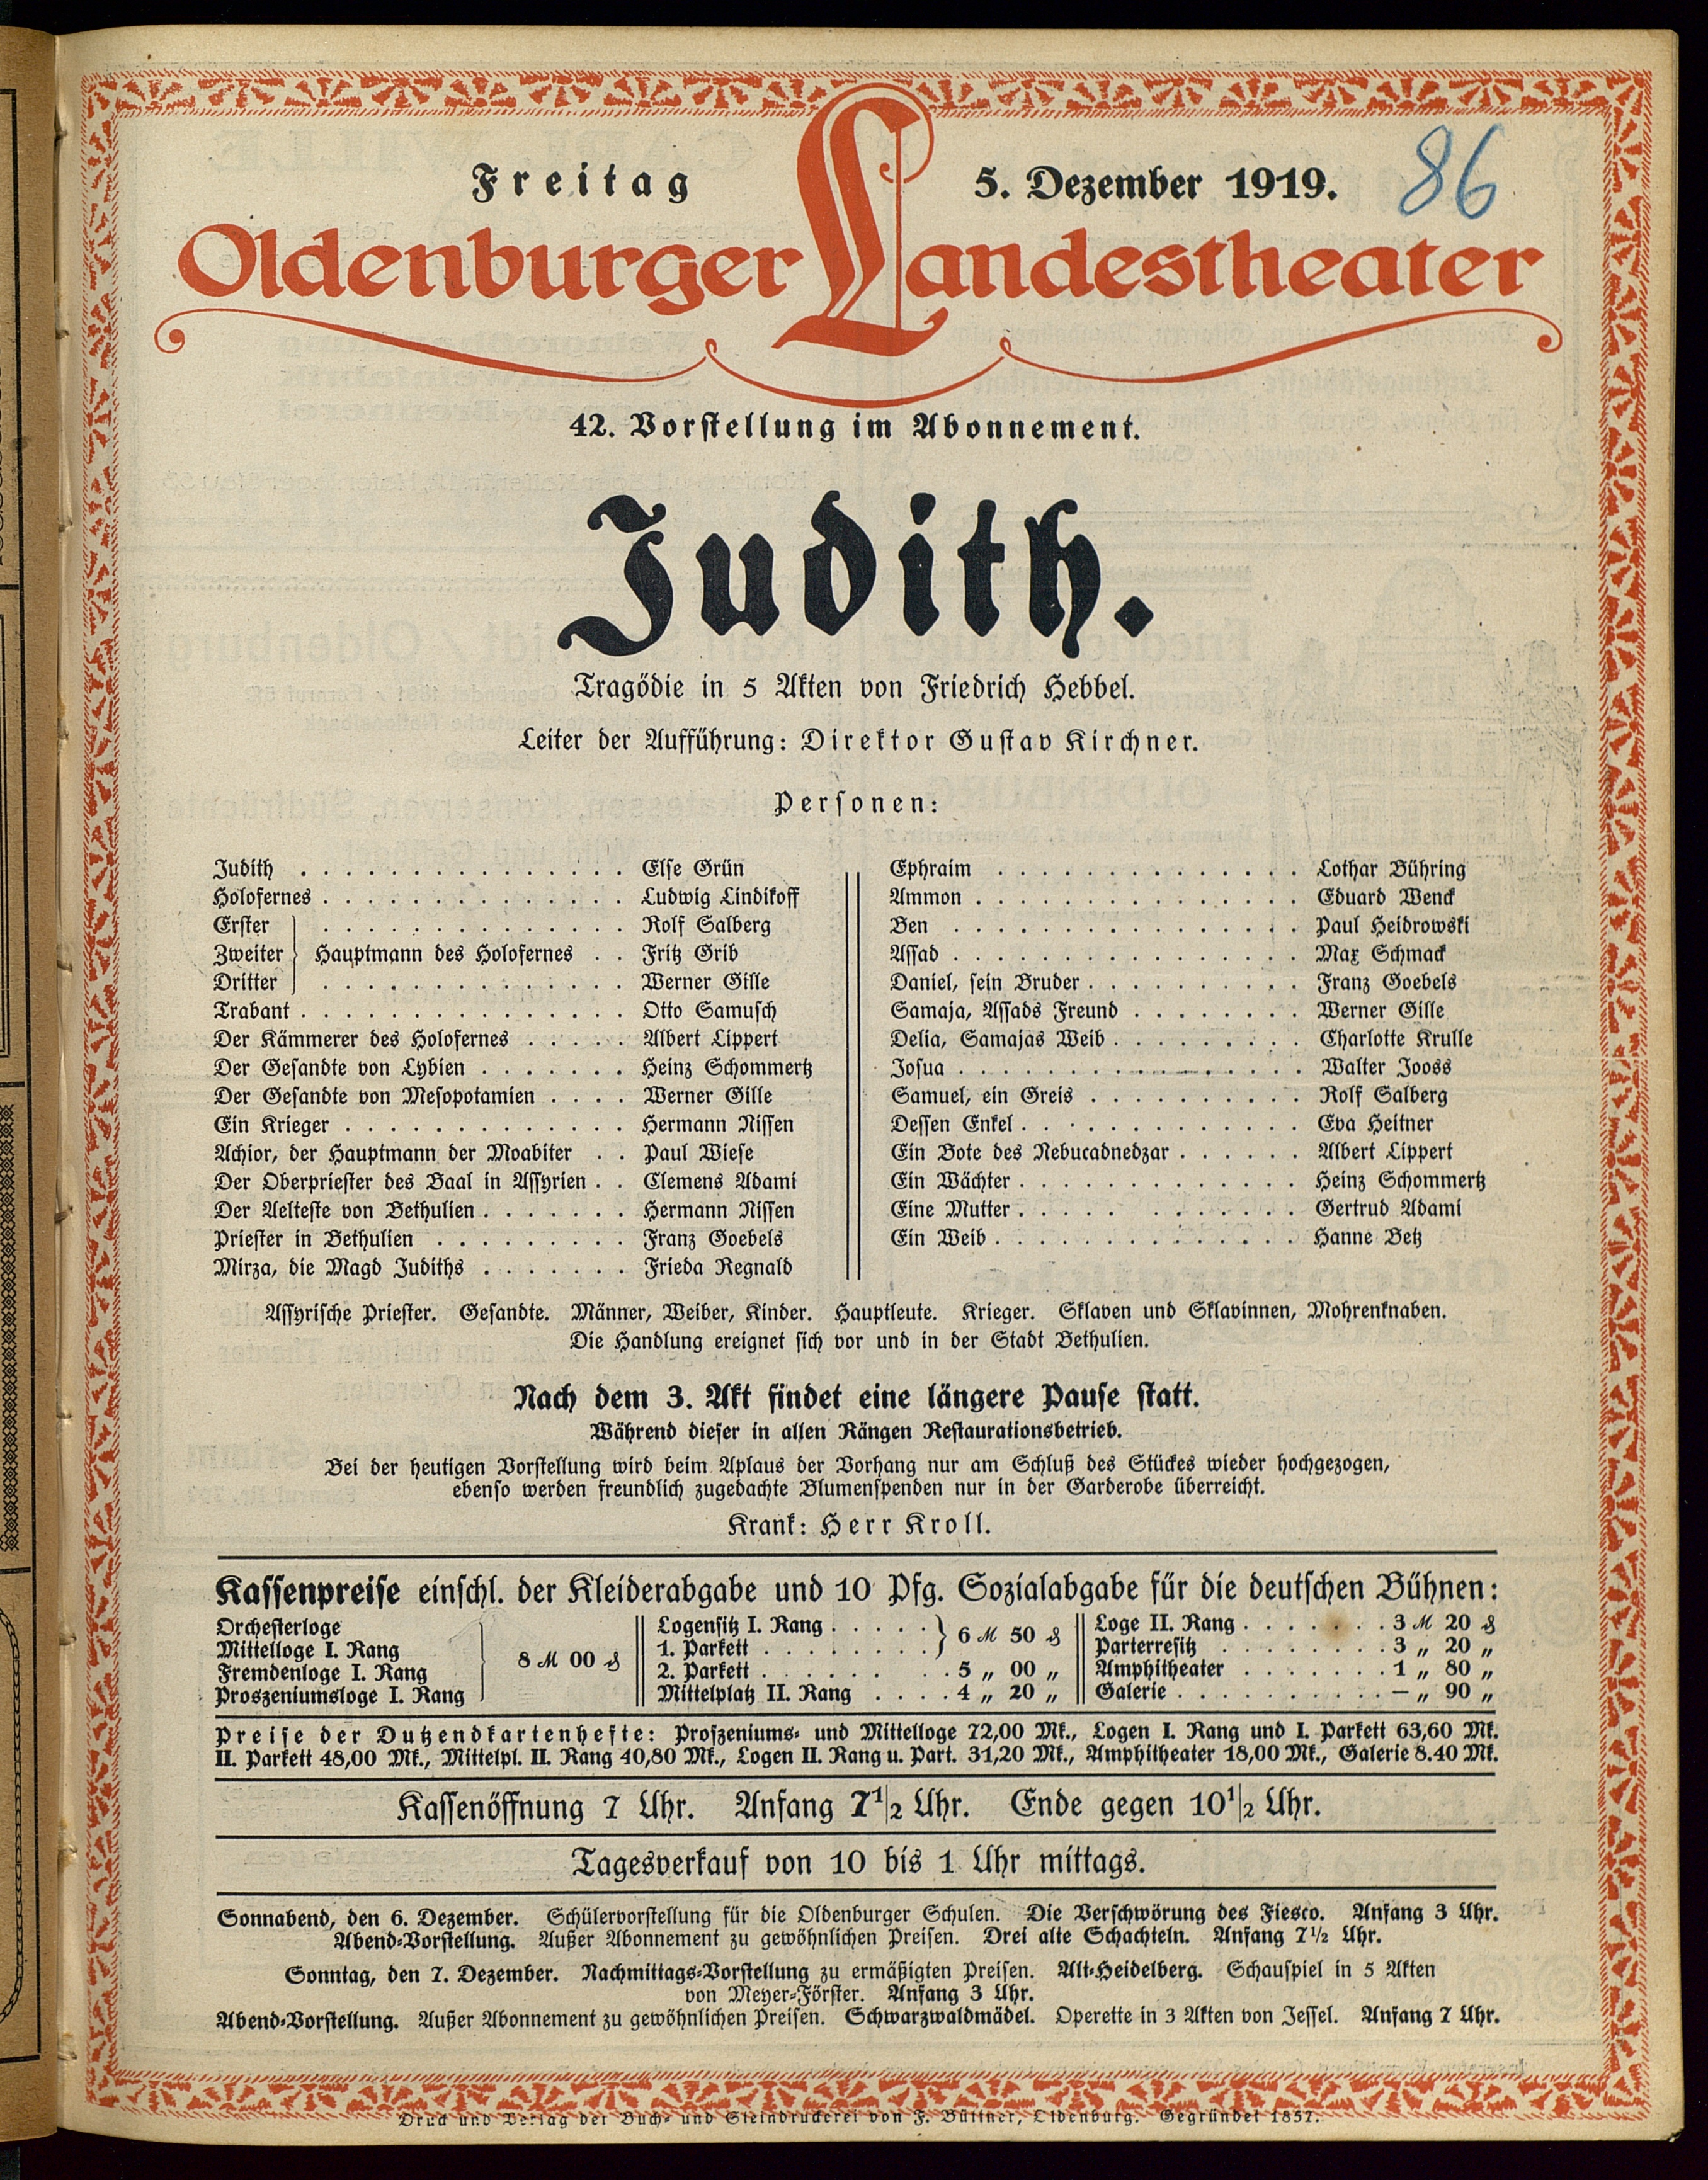 Freitag 5. Dezember 1919. 86
Oldenburger Landestheater
42. Vorstellung im Abonnement.
Judith.
Tragödie in 5 Akten von Friedrich Hebbel.
Leiter der Aufführung: Direktor Gustav Kirchner.
Personen:
Judith . . . . . . . . . . . . . . . Else Grün
Holofernes . . . . . . . . . . . . . . Ludwig Lindikoff
Erster . . . . . . . . . . . . . . Rolf Salberg
Zweiter } Hauptmann des Holofernes . . Fritz Grib
Dritter . . . . . . . . . . . . . . Werner Gille
Trabant . . . . . . . . . . . . . . . Otto Samusch
Der Kämmerer des Holofernes . . . . . Albert Lippert
Der Gesandte von Lybien . . . . . . . Heinz Schommertz
Der Gesandte von Mesopotamien . . . . Werner Gille
Ein Krieger . . . . . . . . . . . . . Hermann Nissen
Achior, der Hauptmann der Moabiter . . Paul Wiese
Der Oberpriester des Baal in Assyrien . . Clemens Adami
Der Aelteste von Bethulien . . . . . . . Hermann Nissen
Priester in Bethulien . . . . . . . . . Franz Goebels
Mirza, die Magd Judiths . . . . . . . Frieda Regnald
Ephraim . . . . . . . . . . . . . . Lothar Bühring
Ammon . . . . . . . . . . . . . . . Eduard Wenck
Ben . . . . . . . . . . . . . . . . Paul Heidrowski
Assad . . . . . . . . . . . . . . . . Max Schmack
Daniel, sein Bruder . . . . . . . . . . Franz Goebels
Samaja, Assads Freund . . . . . . . . Werner Gille
Delia, Samajas Weib . . . . . . . . . Charlotte Krulle
Josua . . . . . . . . . . . . . . . . Walter Jooss
Samuel, ein Greis . . . . . . . . . . Rolf Salberg
Dessen Enkel . . . . . . . . . . . . . Eva Heitner
Ein Bote des Nebucadnedzar . . . . . . Albert Lippert
Ein Wächter . . . . . . . . . . . . . Heinz Schommertz
Eine Mutter . . . . . . . . . . . . Gertrud Adami
Ein Weib . . . . . . . . . . . . . . Hanne Betz
Assyrische Priester. Gesandte. Männer, Weiber, Kinder. Hauptleute. Krieger. Sklaven und Sklavinnen, Mohrenknaben.
Die Handlung ereignet sich vor und in der Stadt Bethulien.
Nach dem 3. Akt findet eine längere Pause statt.
Während dieser in allen Rängen Restaurationsbetrieb.
Bei der heutigen Vorstellung wird beim Aplaus der Vorhang nur am Schluß des Stückes wieder hochgezogen,
ebenso werden freundlich zugedachte Blumenspenden nur in der Garderobe überreicht.
Krank: Herr Kroll.
Kassenpreise einschl. der Kleiderabgabe und 10 Pfg. Sozialabgabe für die deutschen Bühnen:
Orchesterloge
Mittelloge I. Rang
Fremdenloge I. Rang
Proszeniumsloge I. Rang
8 ℳ 00 ₰
Logensitz I. Rang . . . . .
1. Parkett . . . . . . . .
6 ℳ 50 ₰
2. Parkett . . . . . . . . . 5 „ 00 „
Mittelplatz II. Rang . . . . 4 „ 20 „
Loge II. Rang . . . . . . . 3 ℳ 20 ₰
Parterresitz . . . . . . . . 3 „ 20 „
Amphitheater . . . . . . . 1 „ 80 „
Galerie . . . . . . . . . . — „ 90 „
Preise der Dutzendkartenhefte: Proszeniums- und Mittelloge 72,00 Mk., Logen I. Rang und I. Parkett 63,60 Mk.
II. Parkett 48,00 Mk., Mittelpl. II. Rang 40,80 Mk., Logen II. Rang u. Part. 31,20 Mk., Amphitheater 18,00 Mk., Galerie 8.40 Mk.
Kassenöffnung 7 Uhr. Anfang 7 1/2 Uhr. Ende gegen 10 1/2 Uhr.
Tagesverkauf von 10 bis 1 Uhr mittags.
Sonnabend, den 6. Dezember. Schülervorstellung für die Oldenburger Schulen. Die Verschwörung des Fiesco. Anfang 3 Uhr.
Abend-Vorstellung. Außer Abonnement zu gewöhnlichen Preisen. Drei alte Schachteln. Anfang 7 1/2 Uhr.
Sonntag, den 7. Dezember. Nachmittags-Vorstellung zu ermäßigten Preisen. Alt-Heidelberg. Schauspiel in 5 Akten
von Meyer-Förster. Anfang 3 Uhr.
Abend-Vorstellung. Außer Abonnement zu gewöhnlichen Preisen. Schwarzwaldmädel. Operette in 3 Akten von Jessel. Anfang 7 Uhr.
Druck und Verlag der Buch- und Steindruckerei von F. Büttner, Oldenburg. Gegründet 1857.